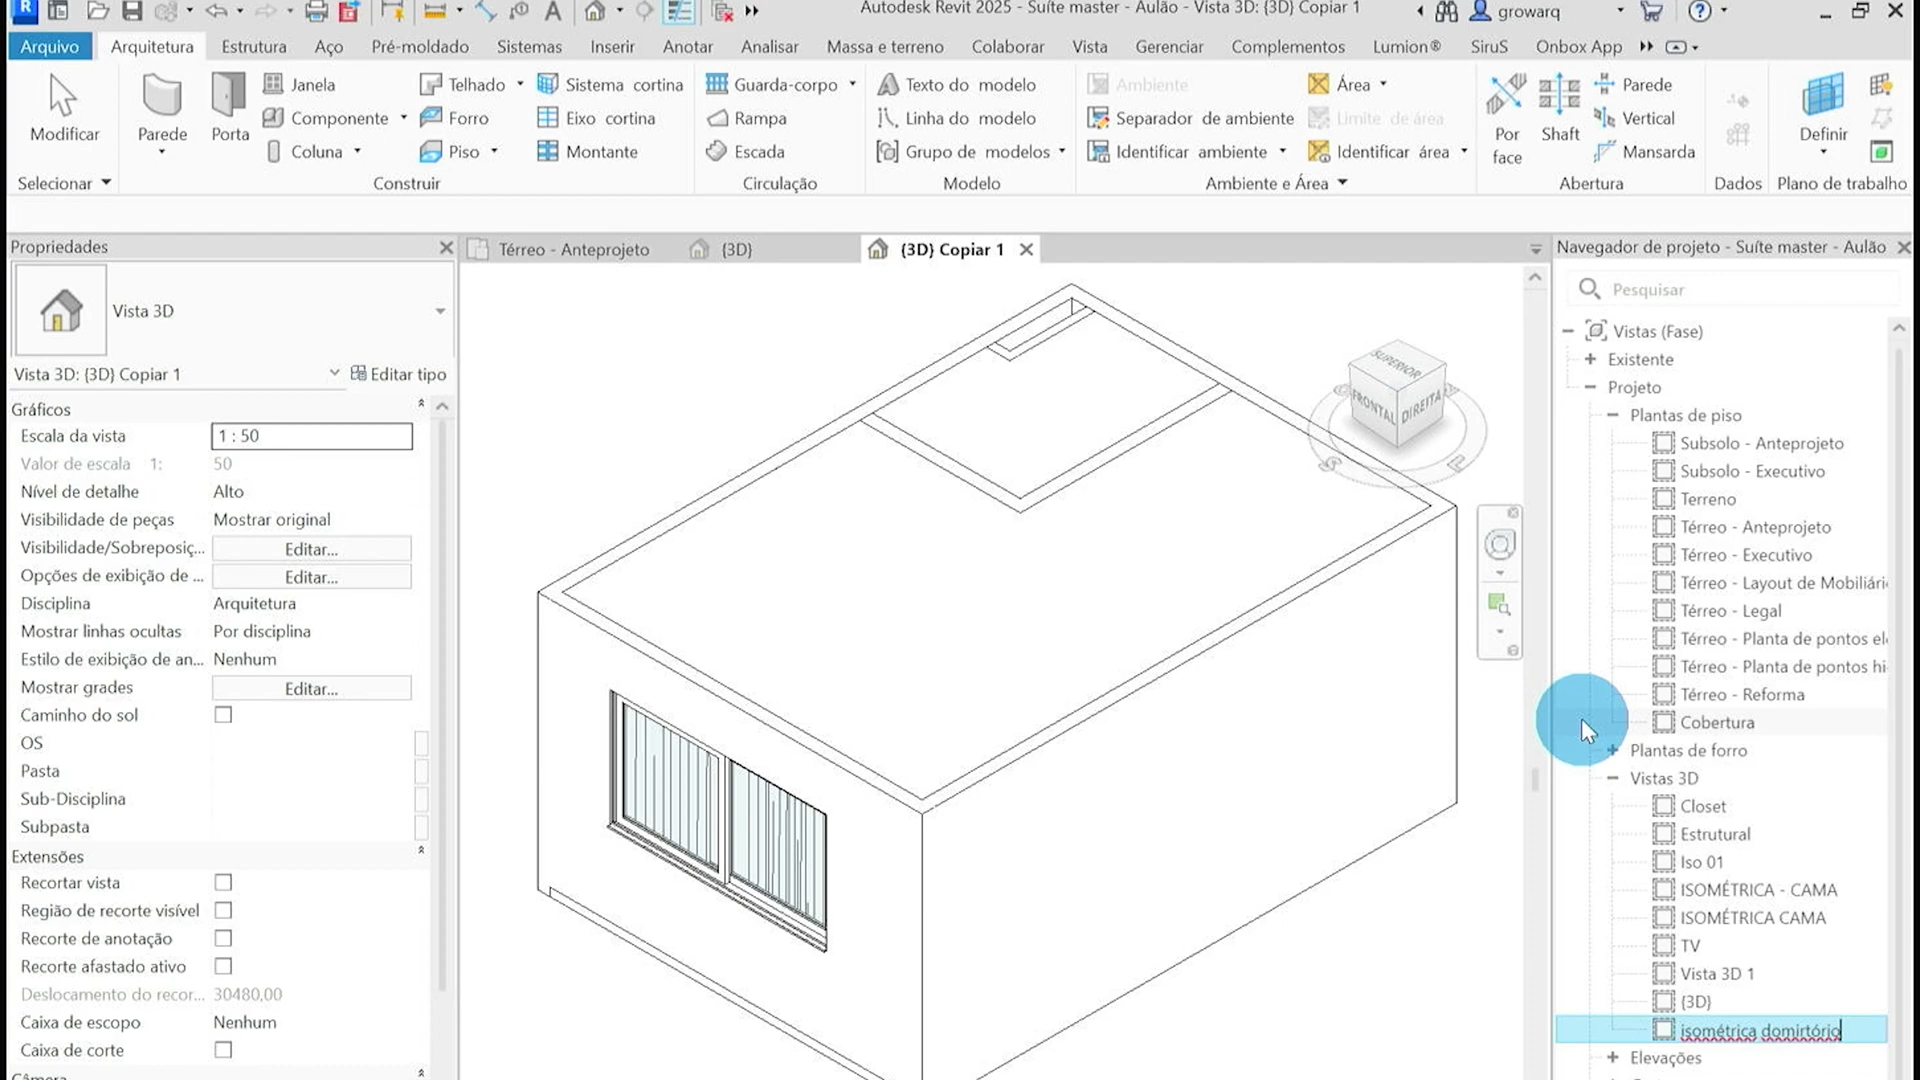 Autodesk Revit 2025 - Suíte master - Aulão - Vista 3D: {3D} Copiar 1
growarq
Arquivo Arquitetura Estrutura Aço Pré-moldado Sistemas Inserir Anotar Analisar Massa e terreno Colaborar Vista Gerenciar Complementos Lumion® SiruS Onbox App
Modificar
Selecionar
Parede
Porta
Janela
Componente
Coluna
Telhado
Forro
Piso
Sistema cortina
Eixo cortina
Montante
Construir
Guarda-corpo
Rampa
Escada
Circulação
Texto do modelo
Linha do modelo
Grupo de modelos
Modelo
Ambiente
Separador de ambiente
Identificar ambiente
Área
Limite de área
Identificar área
Ambiente e Área
Por face
Shaft
Parede
Vertical
Mansarda
Abertura
Dados
Definir
Plano de trabalho
Propriedades
Vista 3D
Vista 3D: {3D} Copiar 1
Editar tipo
Gráficos
Escala da vista 1 : 50
Valor de escala 1: 50
Nível de detalhe Alto
Visibilidade de peças Mostrar original
Visibilidade/Sobreposiç... Editar...
Opções de exibição de ... Editar...
Disciplina Arquitetura
Mostrar linhas ocultas Por disciplina
Estilo de exibição de an... Nenhum
Mostrar grades Editar...
Caminho do sol
OS
Pasta
Sub-Disciplina
Subpasta
Extensões
Recortar vista
Região de recorte visível
Recorte de anotação
Recorte afastado ativo
Deslocamento do recor... 30480,00
Caixa de escopo Nenhum
Caixa de corte
Câmera
Térreo - Anteprojeto {3D} {3D} Copiar 1
SUPERIOR
FRONTAL
DIREITA
Navegador de projeto - Suíte master - Aulão
Pesquisar
Vistas (Fase)
Existente
Projeto
Plantas de piso
Subsolo - Anteprojeto
Subsolo - Executivo
Terreno
Térreo - Anteprojeto
Térreo - Executivo
Térreo - Layout de Mobiliári
Térreo - Legal
Térreo - Planta de pontos el
Térreo - Planta de pontos hi
Térreo - Reforma
Cobertura
Plantas de forro
Vistas 3D
Closet
Estrutural
Iso 01
ISOMÉTRICA - CAMA
ISOMÉTRICA CAMA
TV
Vista 3D 1
{3D}
isométrica domirtório
Elevações